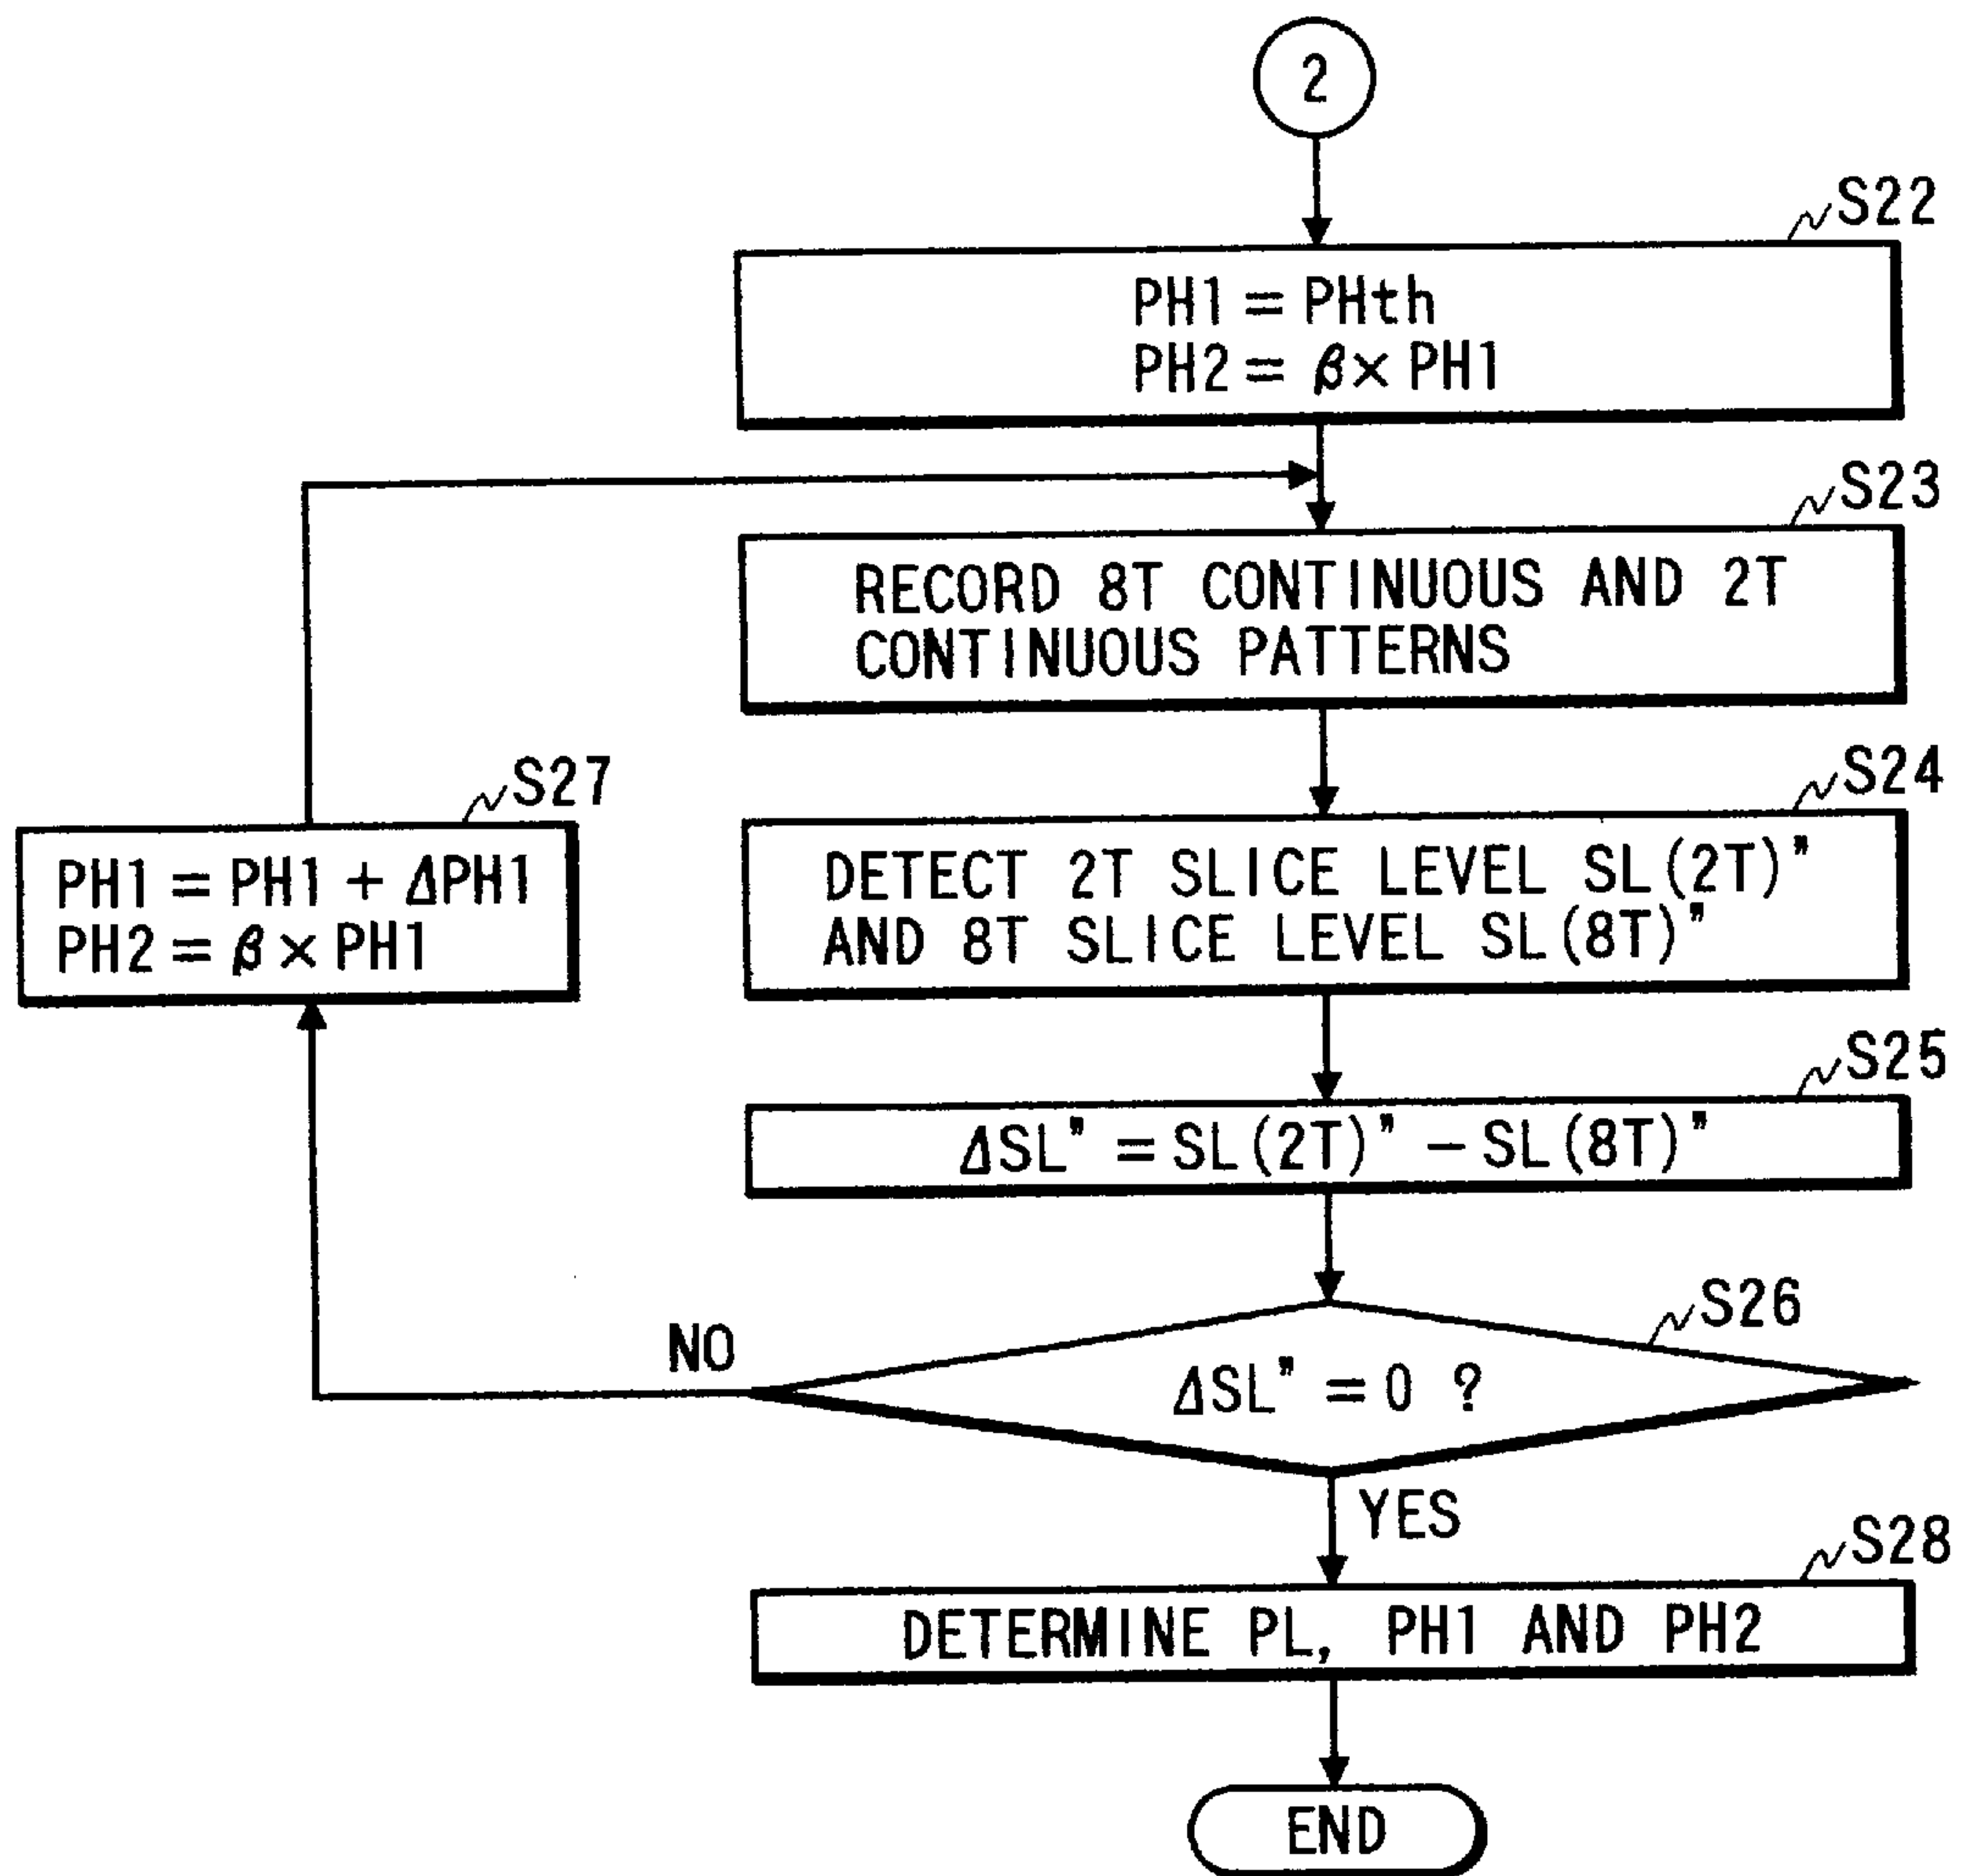 2
S22
PH1 = PHth
PH2 = β × PH1
S23
RECORD 8T CONTINUOUS AND 2T
CONTINUOUS PATTERNS
S27
PH1 = PH1 + ΔPH1
PH2 = β × PH1
S24
DETECT 2T SLICE LEVEL SL(2T)"
AND 8T SLICE LEVEL SL(8T)"
S25
ΔSL" = SL(2T)" − SL(8T)"
S26
NO
ΔSL" = 0 ?
YES
S28
DETERMINE PL, PH1 AND PH2
END